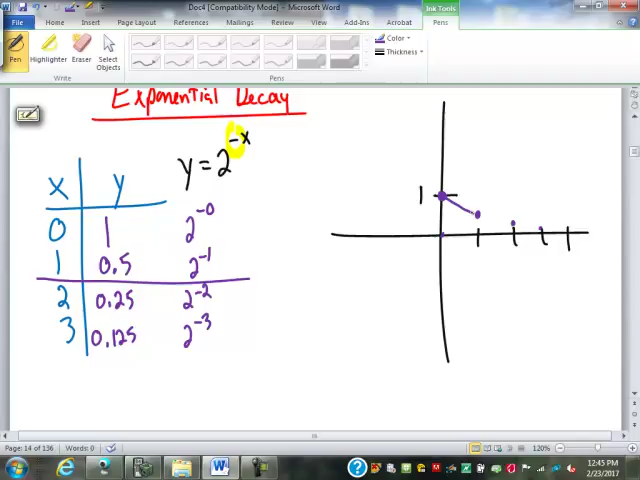 Doc4 [Compatibility Mode] - Microsoft Word
Ink Tools
File Home Insert Page Layout References Mailings Review View Add-Ins Acrobat Pens
Pen Highlighter Eraser Select Objects
Color
Thickness
Write
Pens
Exponential Decay
y = 2^-x
x y
0 1 2^-0
1 0.5 2^-1
2 0.25 2^-2
3 0.125 2^-3
1
Page: 14 of 136 Words: 0 120%
12:45 PM
2/23/2017